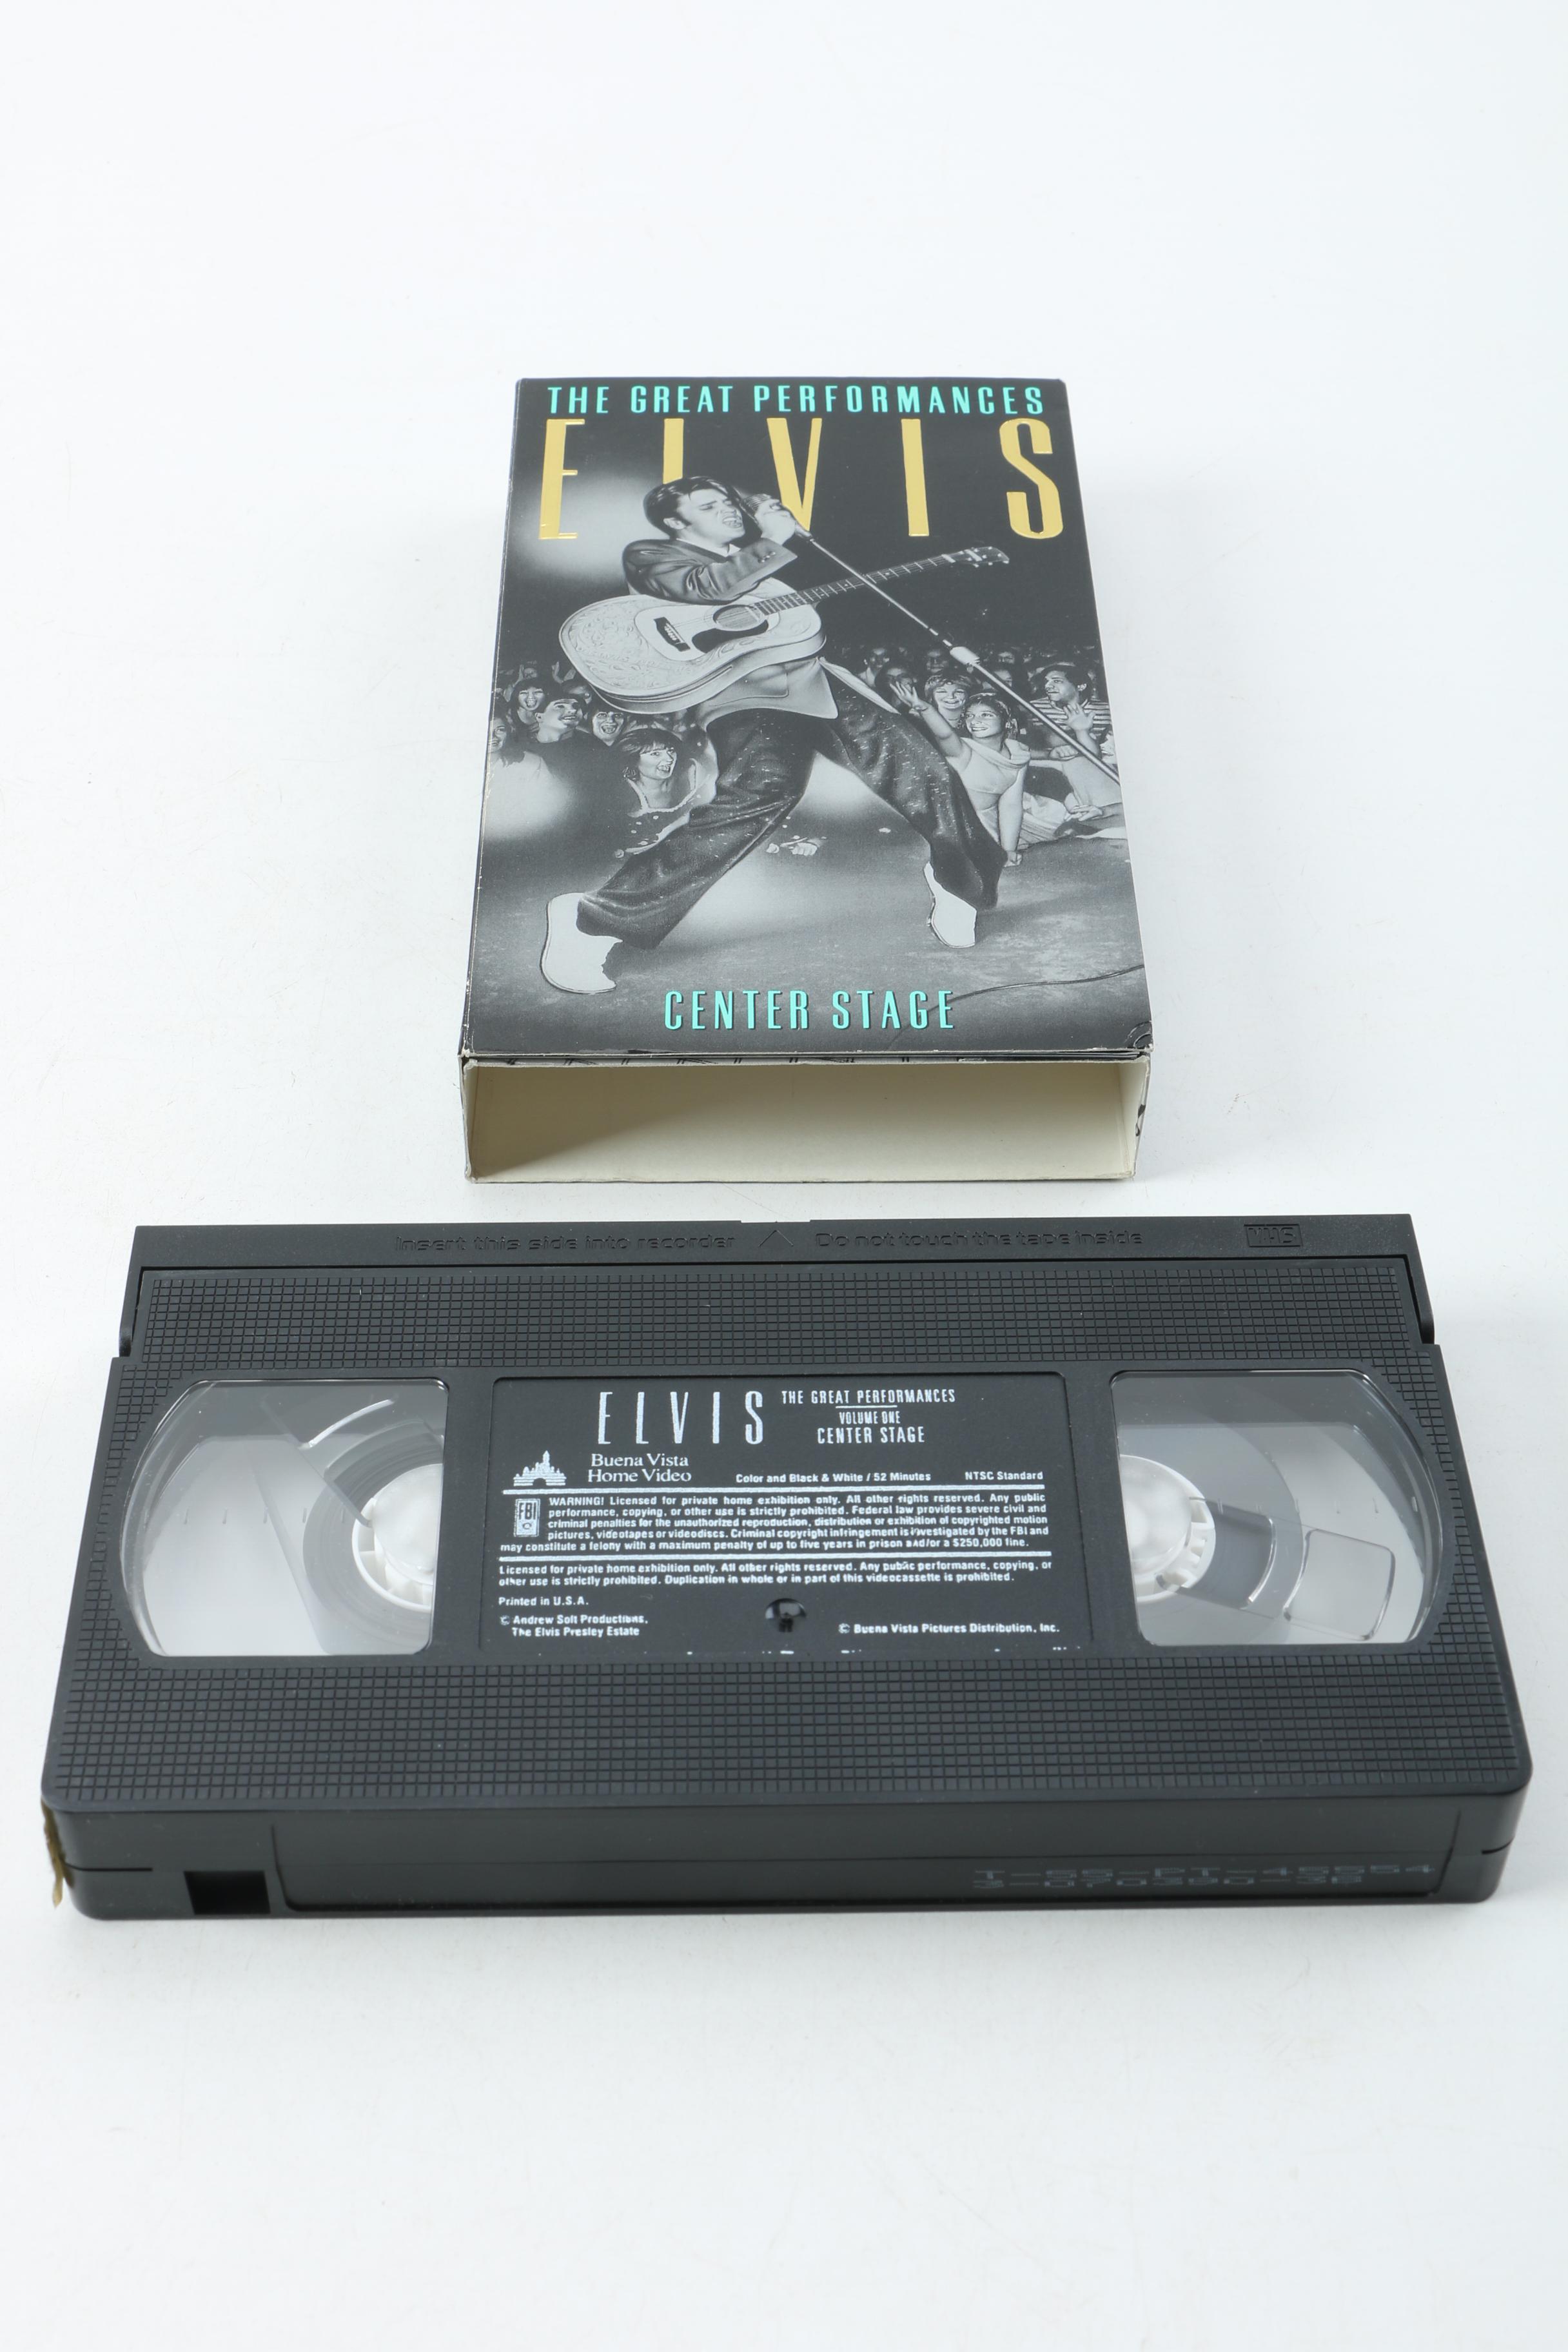 THE GREAT PERFORMANCES
ELVIS
CENTER STAGE
Insert this side into recorder
Do not touch the tape inside
VHS
ELVIS
THE GREAT PERFORMANCES
VOLUME ONE
CENTER STAGE
Buena Vista
Home Video
Color and Black & White / 52 Minutes
NTSC Standard
FBI
WARNING! Licensed for private home exhibition only. All other rights reserved. Any public
performance, copying, or other use is strictly prohibited. Federal law provides severe civil and
criminal penalties for the unauthorized reproduction, distribution or exhibition of copyrighted motion
pictures, videotapes or videodiscs. Criminal copyright infringement is investigated by the FBI and
may constitute a felony with a maximum penalty of up to five years in prison and/or a $250,000 fine.
Licensed for private home exhibition only. All other rights reserved. Any public performance, copying, or
other use is strictly prohibited. Duplication in whole or in part of this videocassette is prohibited.
Printed in U.S.A.
© Andrew Solt Productions,
The Elvis Presley Estate
© Buena Vista Pictures Distribution, Inc.